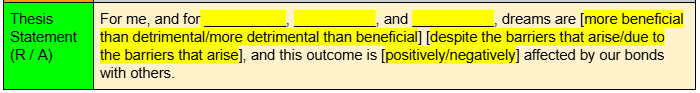 Thesis
Statement
(R / A)
For me, and for __________, __________, and __________, dreams are [more beneficial
than detrimental/more detrimental than beneficial] [despite the barriers that arise/due to
the barriers that arise], and this outcome is [positively/negatively] affected by our bonds
with others.